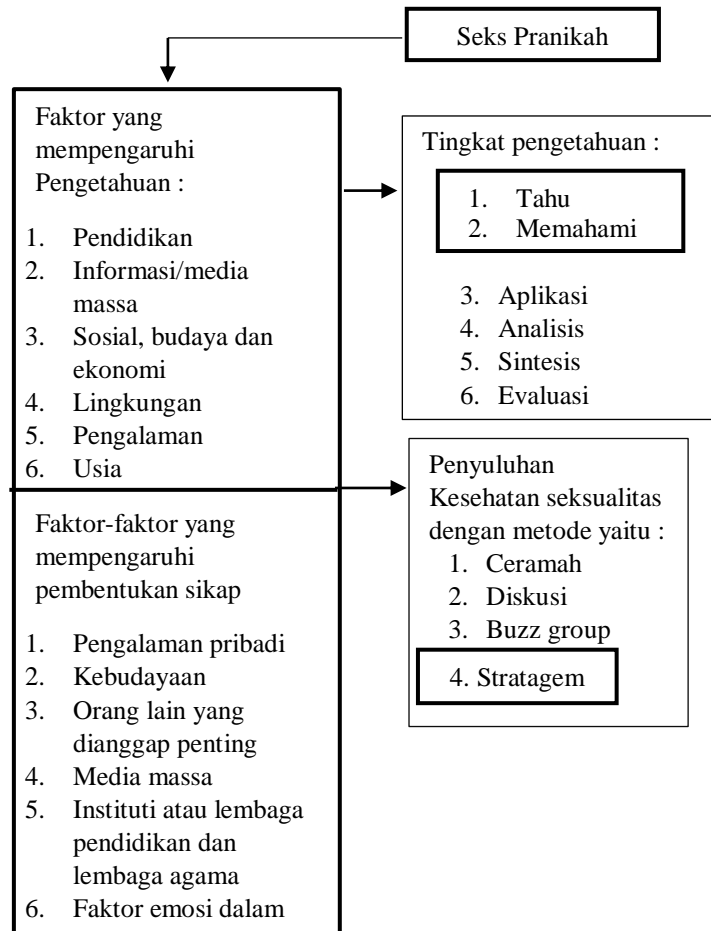 Seks Pranikah
Faktor yang
mempengaruhi
Pengetahuan :
1. Pendidikan
2. Informasi/media
massa
3. Sosial, budaya dan
ekonomi
4. Lingkungan
5. Pengalaman
6. Usia
Faktor-faktor yang
mempengaruhi
pembentukan sikap
1. Pengalaman pribadi
2. Kebudayaan
3. Orang lain yang
dianggap penting
4. Media massa
5. Instituti atau lembaga
pendidikan dan
lembaga agama
6. Faktor emosi dalam
Tingkat pengetahuan :
1. Tahu
2. Memahami
3. Aplikasi
4. Analisis
5. Sintesis
6. Evaluasi
Penyuluhan
Kesehatan seksualitas
dengan metode yaitu :
1. Ceramah
2. Diskusi
3. Buzz group
4. Stratagem